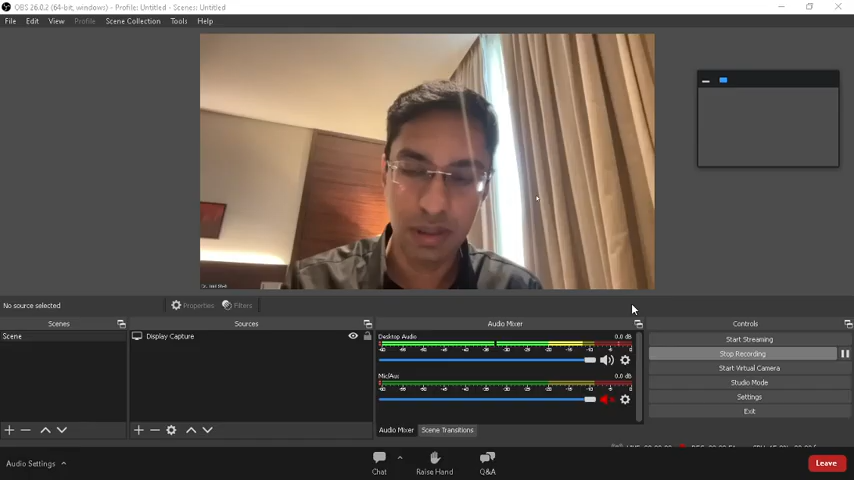 OBS 26.0.2 (64-bit, windows) - Profile: Untitled - Scenes: Untitled
File Edit View Profile Scene Collection Tools Help
No source selected Properties Filters
Scenes Sources Audio Mixer Controls
Scene
Display Capture
Desktop Audio 0.0 dB
Mic/Aux 0.0 dB
Start Streaming
Stop Recording
Start Virtual Camera
Studio Mode
Settings
Exit
Audio Mixer Scene Transitions
Audio Settings Chat Raise Hand Q&A Leave